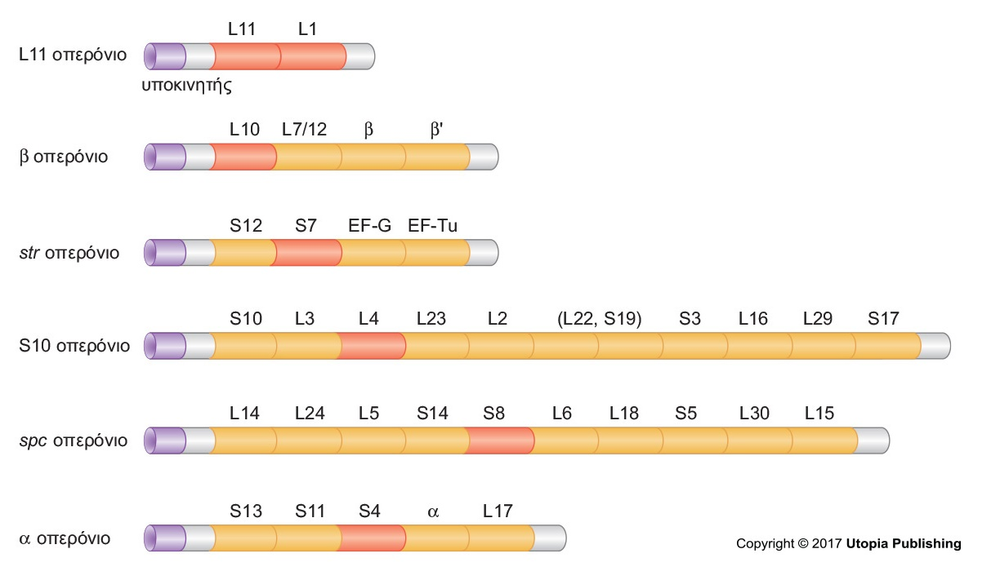 L11 L1
L11 οπερόνιο
υποκινητής
L10 L7/12 β β'
β οπερόνιο
S12 S7 EF-G EF-Tu
str οπερόνιο
S10 L3 L4 L23 L2 (L22, S19) S3 L16 L29 S17
S10 οπερόνιο
L14 L24 L5 S14 S8 L6 L18 S5 L30 L15
spc οπερόνιο
S13 S11 S4 α L17
α οπερόνιο
Copyright © 2017 Utopia Publishing